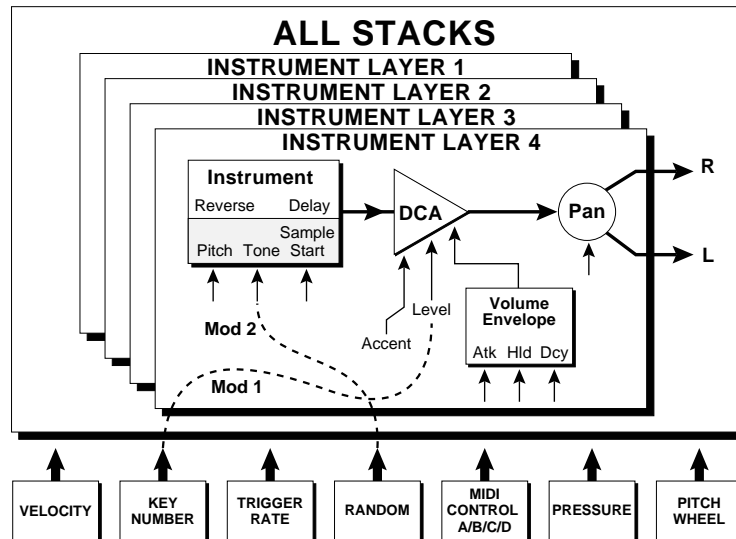 ALL STACKS
INSTRUMENT LAYER 1
INSTRUMENT LAYER 2
INSTRUMENT LAYER 3
INSTRUMENT LAYER 4
Instrument
Reverse Delay
Sample
Pitch Tone Start
DCA
Pan
R
L
Level
Accent
Volume
Envelope
Atk Hld Dcy
Mod 2
Mod 1
VELOCITY
KEY
NUMBER
TRIGGER
RATE
RANDOM
MIDI
CONTROL
A/B/C/D
PRESSURE
PITCH
WHEEL